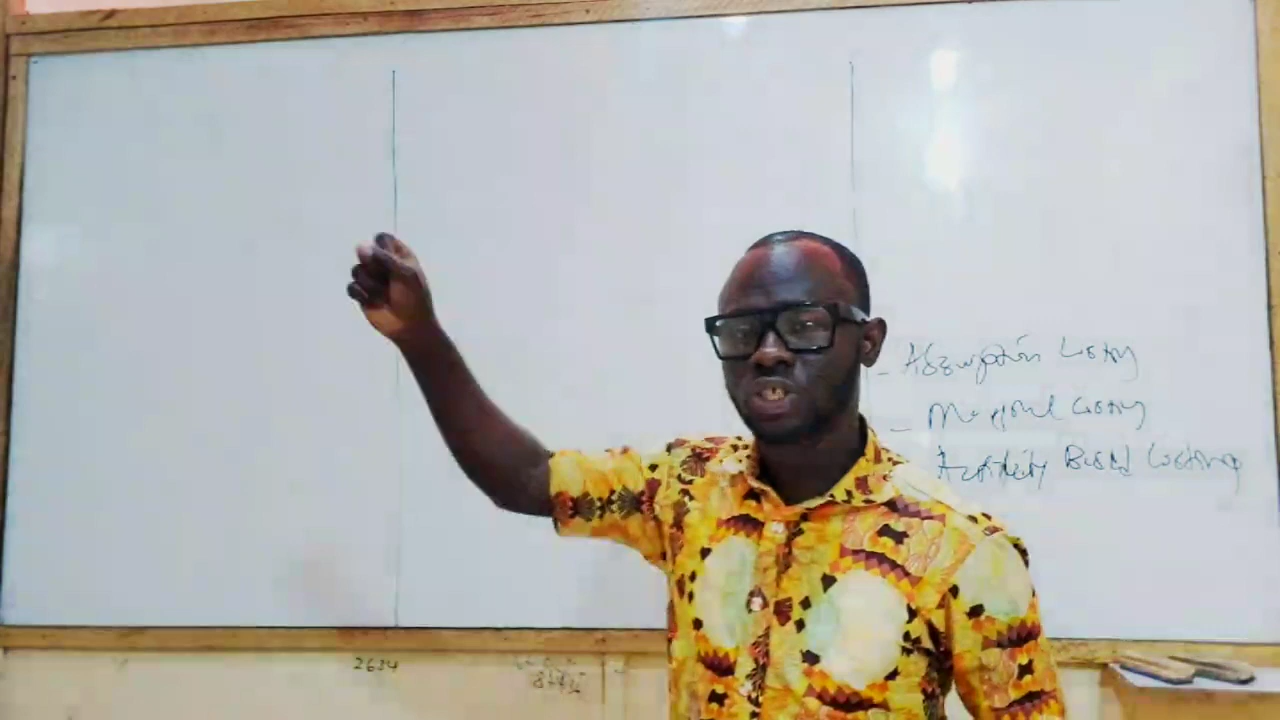 - Absorption Costing
- Marginal Costing
Activity Based Costing
2634